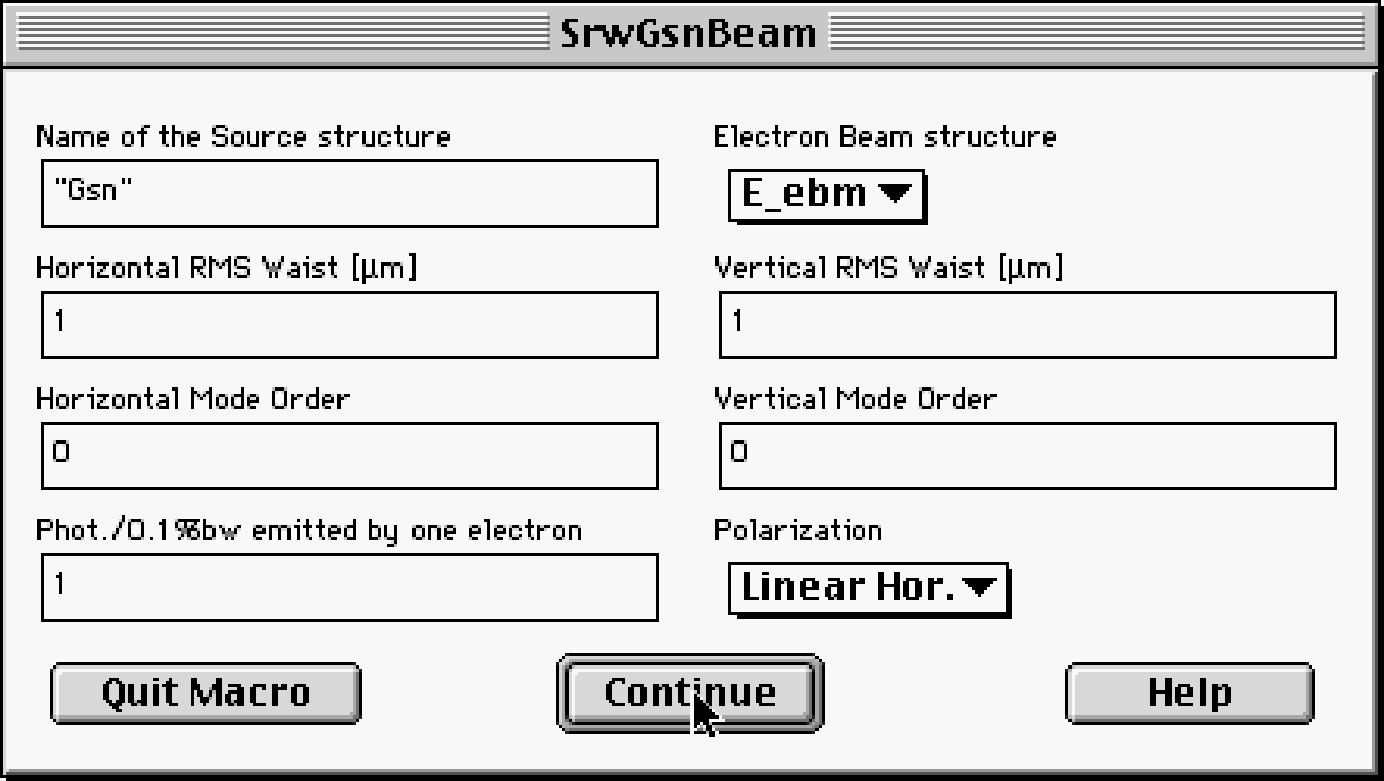 SrwGsnBeam
Name of the Source structure
Electron Beam structure
"Gsn"
E_ebm
Horizontal RMS Waist [µm]
Vertical RMS Waist [µm]
1
1
Horizontal Mode Order
Vertical Mode Order
0
0
Phot./0.1%bw emitted by one electron
Polarization
1
Linear Hor.
Quit Macro
Continue
Help